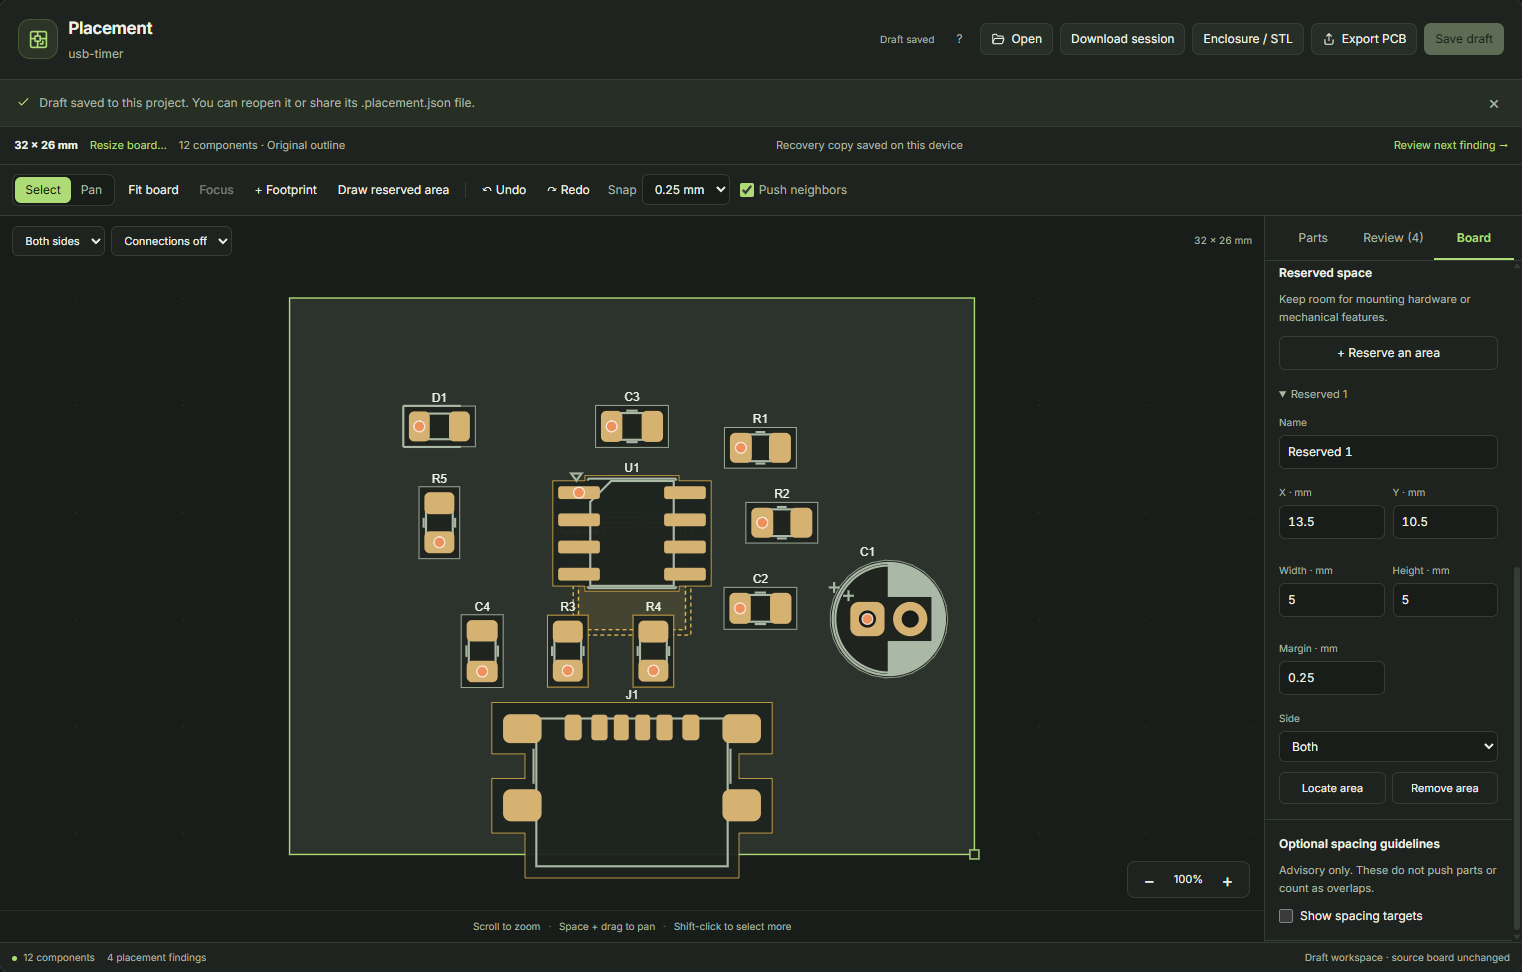 Placement
usb-timer
Draft saved
?
Open
Download session
Enclosure / STL
Export PCB
Save draft
Draft saved to this project. You can reopen it or share its .placement.json file.
32 × 26 mm Resize board... 12 components · Original outline
Recovery copy saved on this device
Review next finding →
Select Pan Fit board Focus + Footprint Draw reserved area Undo Redo Snap 0.25 mm Push neighbors
Both sides
Connections off
32 × 26 mm
Parts Review (4) Board
Reserved space
Keep room for mounting hardware or
mechanical features.
+ Reserve an area
Reserved 1
Name
Reserved 1
X · mm Y · mm
13.5 10.5
Width · mm Height · mm
5 5
Margin · mm
0.25
Side
Both
Locate area Remove area
Optional spacing guidelines
Advisory only. These do not push parts or
count as overlaps.
Show spacing targets
D1
C3
R1
U1
R5
R2
C1
C2
C4
R3
R4
J1
− 100% +
Scroll to zoom · Space + drag to pan · Shift-click to select more
12 components 4 placement findings
Draft workspace · source board unchanged